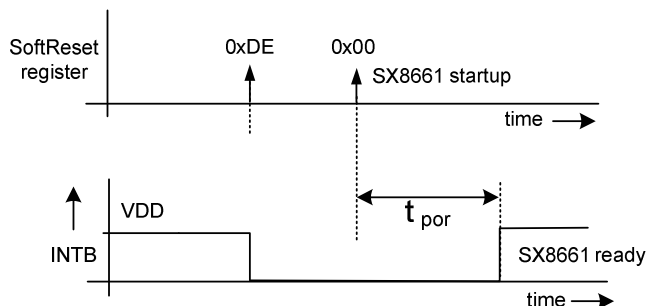 SoftReset
register
0xDE
0x00
SX8661 startup
time
VDD
INTB
t por
SX8661 ready
time